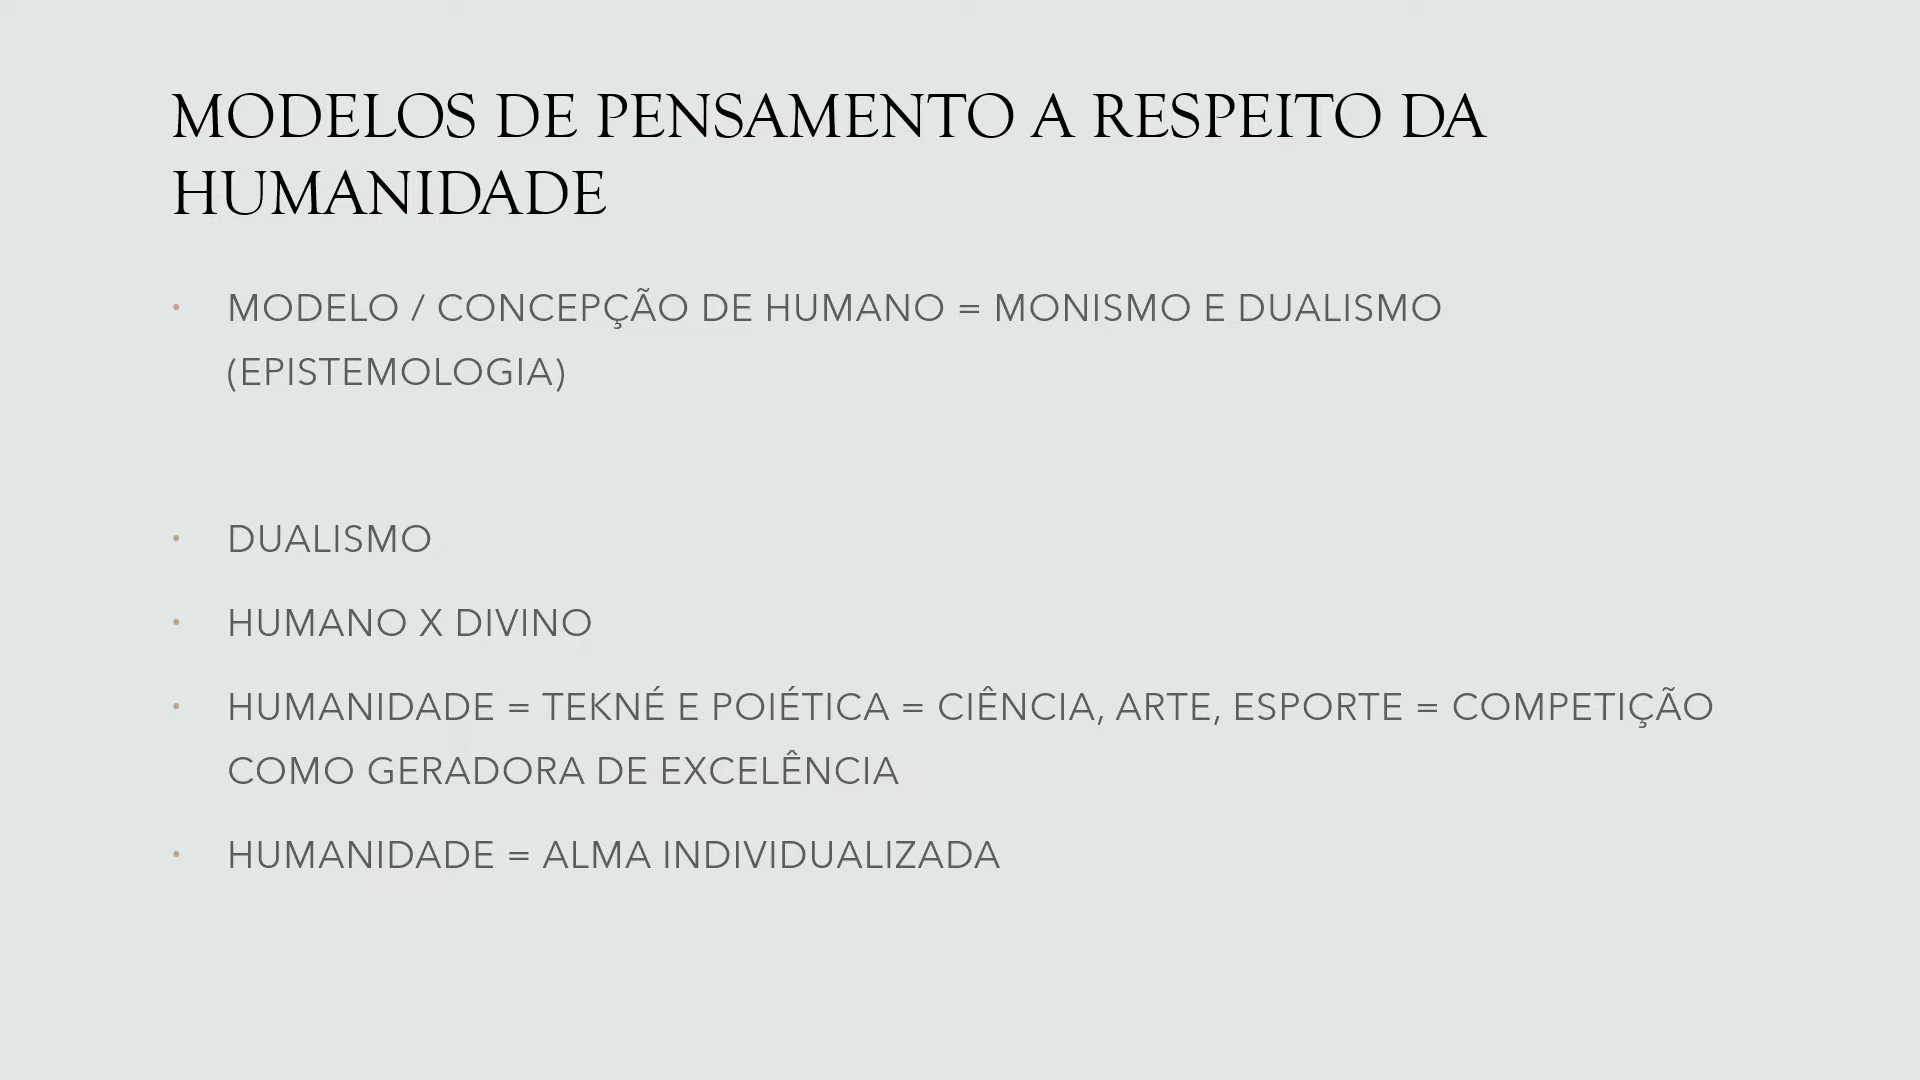 MODELOS DE PENSAMENTO A RESPEITO DA
HUMANIDADE
• MODELO / CONCEPÇÃO DE HUMANO = MONISMO E DUALISMO
(EPISTEMOLOGIA)
• DUALISMO
• HUMANO X DIVINO
• HUMANIDADE = TEKNÉ E POIÉTICA = CIÊNCIA, ARTE, ESPORTE = COMPETIÇÃO
COMO GERADORA DE EXCELÊNCIA
• HUMANIDADE = ALMA INDIVIDUALIZADA